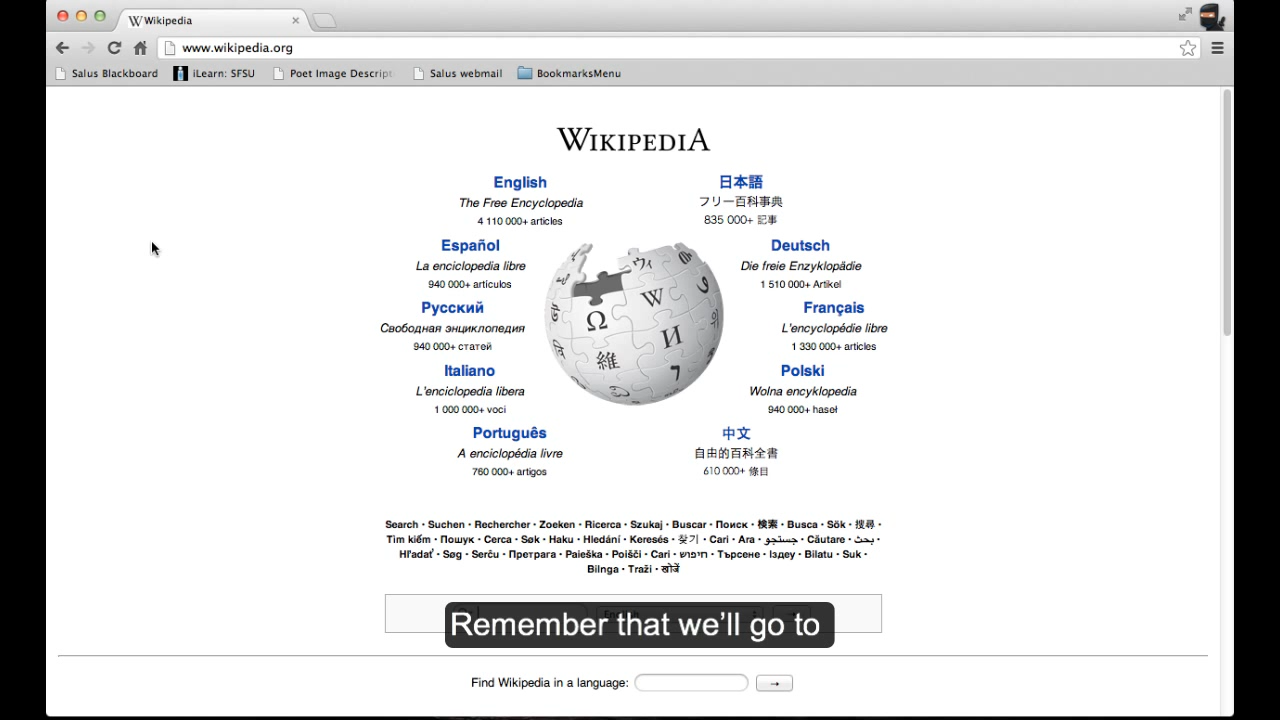 Wikipedia
www.wikipedia.org
Salus Blackboard iLearn: SFSU Poet Image Descript Salus webmail BookmarksMenu
WIKIPEDIA
English
The Free Encyclopedia
4 110 000+ articles
日本語
フリー百科事典
835 000+ 記事
Español
La enciclopedia libre
940 000+ artículos
Deutsch
Die freie Enzyklopädie
1 510 000+ Artikel
Русский
Свободная энциклопедия
940 000+ статей
Français
L'encyclopédie libre
1 330 000+ articles
Italiano
L'enciclopedia libera
1 000 000+ voci
Polski
Wolna encyklopedia
940 000+ haseł
Português
A enciclopédia livre
760 000+ artigos
中文
自由的百科全書
610 000+ 條目
Ω W И 維 ウィ 7
Search • Suchen • Rechercher • Zoeken • Ricerca • Szukaj • Buscar • Поиск • 検索 • Busca • Sök • 搜尋 •
Tìm kiếm • Пошук • Cerca • Søk • Haku • Hledání • Keresés • 찾기 • Cari • Ara • جستجو • Căutare • بحث •
Hľadať • Søg • Serĉu • Претрага • Paieška • Poišči • Cari • חיפוש • Търсене • Іздеу • Bilatu • Suk •
Bilnga • Traži • खोजें
Remember that we'll go to
Find Wikipedia in a language: →